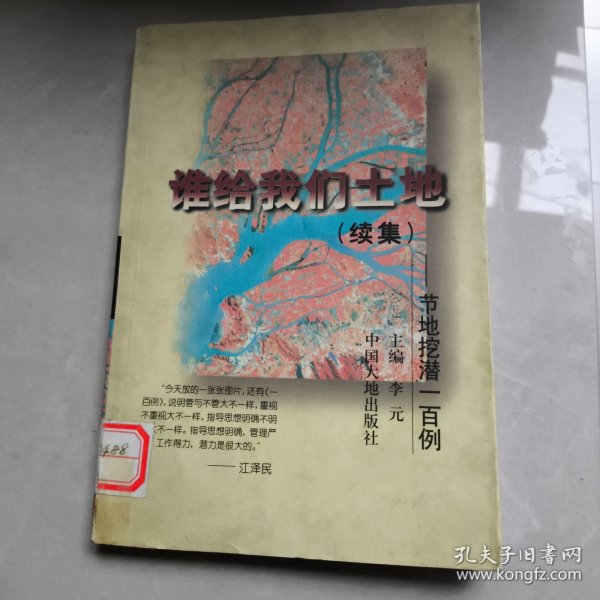 谁给我们土地
（续集）
——节地挖潜一百例
主编 李元
中国大地出版社
“今天放的一张张图片，还有《一
百例》，说明管与不管大不一样，重视
不重视大不一样，指导思想明确不明
不一样。指导思想明确，管理严
工作得力，潜力是很大的。”
——江泽民
488
孔夫子旧书网
www.kongfz.com